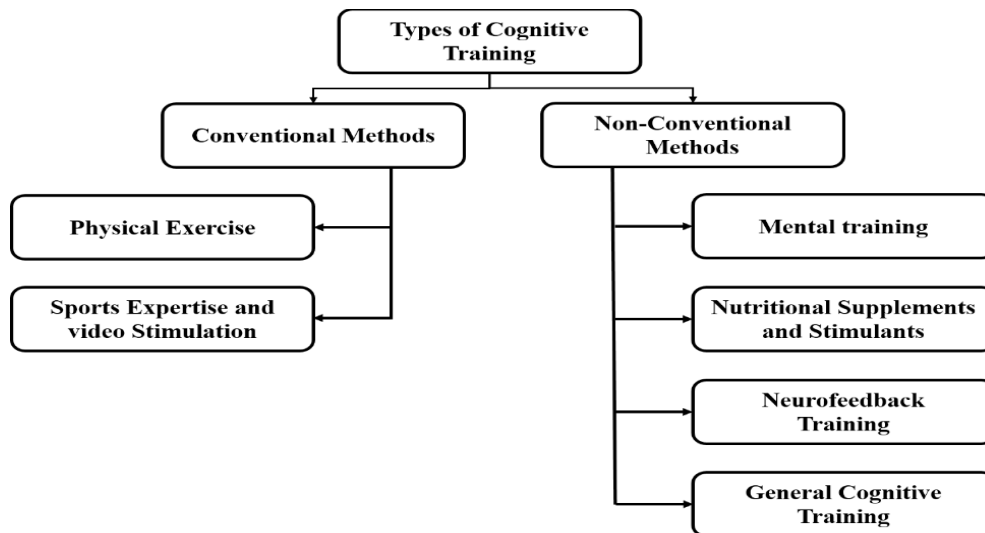 Types of Cognitive
Training
Conventional Methods
Non-Conventional
Methods
Physical Exercise
Sports Expertise and
video Stimulation
Mental training
Nutritional Supplements
and Stimulants
Neurofeedback
Training
General Cognitive
Training